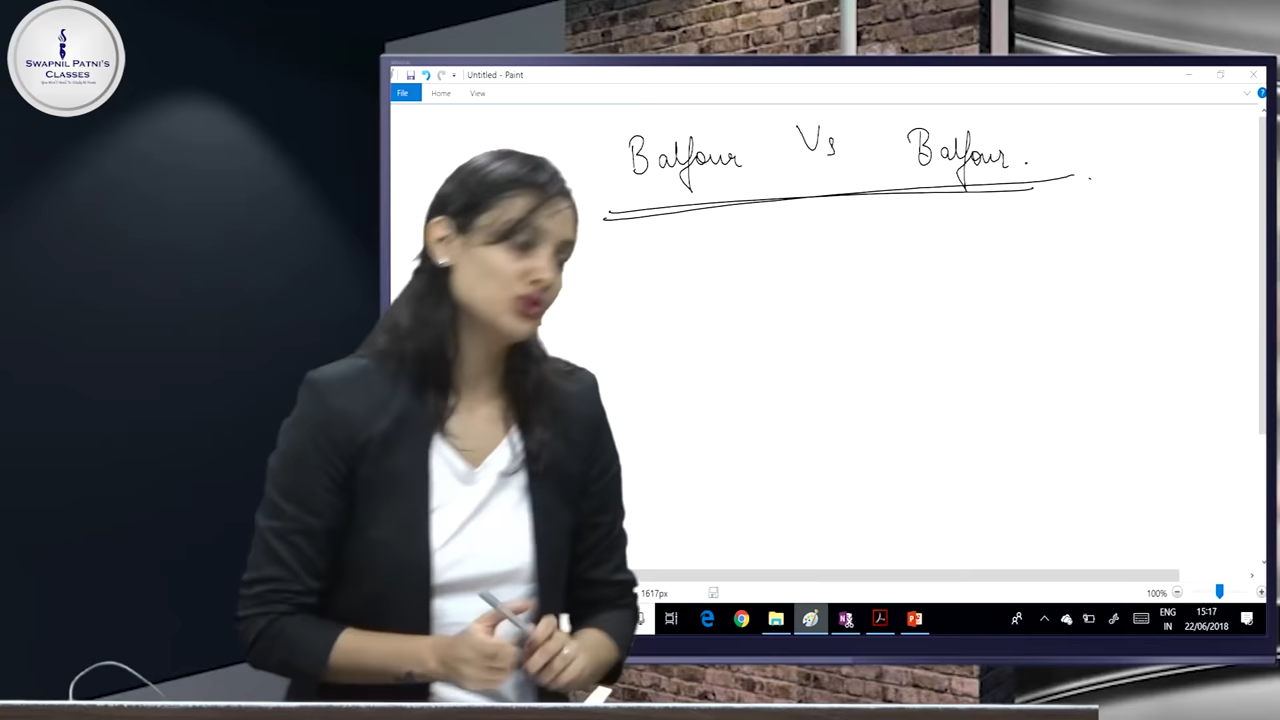 SWAPNIL PATNI'S
CLASSES
Untitled - Paint
File Home View
Balfour Vs Balfour.
1617px
100%
ENG 15:17
IN 22/06/2018